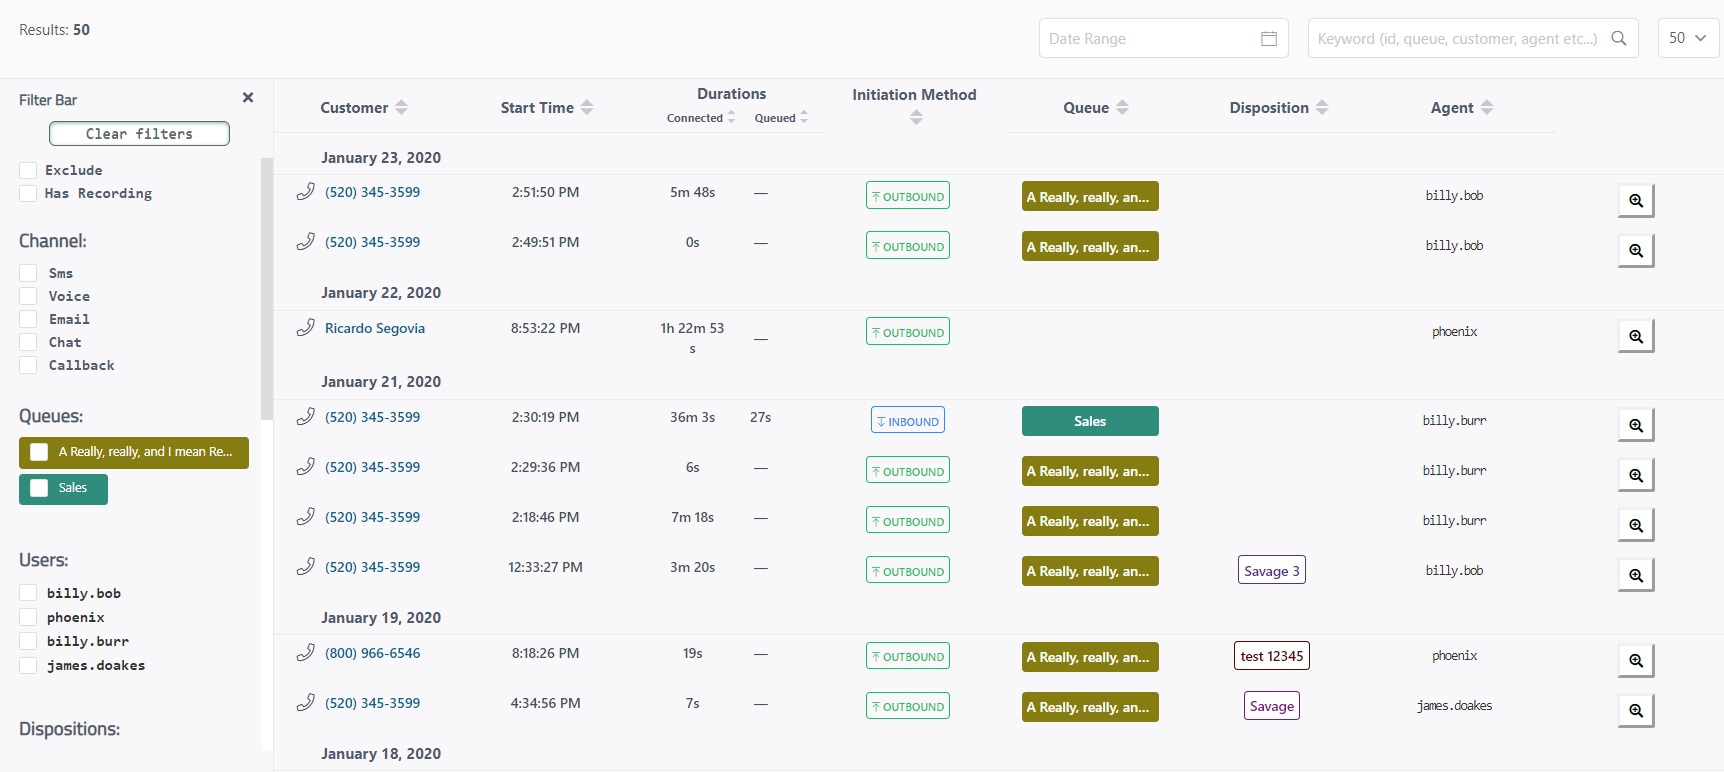 Results: 50
Date Range
Keyword (id, queue, customer, agent etc...)
50
Filter Bar
Clear filters
Exclude
Has Recording
Channel:
Sms
Voice
Email
Chat
Callback
Queues:
A Really, really, and I mean Re...
Sales
Users:
billy.bob
phoenix
billy.burr
james.doakes
Dispositions:
Customer Start Time Durations Initiation Method Queue Disposition Agent
Connected Queued
January 23, 2020
(520) 345-3599 2:51:50 PM 5m 48s — OUTBOUND A Really, really, an... billy.bob
(520) 345-3599 2:49:51 PM 0s — OUTBOUND A Really, really, an... billy.bob
January 22, 2020
Ricardo Segovia 8:53:22 PM 1h 22m 53 — OUTBOUND phoenix
s
January 21, 2020
(520) 345-3599 2:30:19 PM 36m 3s 27s INBOUND Sales billy.burr
(520) 345-3599 2:29:36 PM 6s — OUTBOUND A Really, really, an... billy.burr
(520) 345-3599 2:18:46 PM 7m 18s — OUTBOUND A Really, really, an... billy.burr
(520) 345-3599 12:33:27 PM 3m 20s — OUTBOUND A Really, really, an... Savage 3 billy.bob
January 19, 2020
(800) 966-6546 8:18:26 PM 19s — OUTBOUND A Really, really, an... test 12345 phoenix
(520) 345-3599 4:34:56 PM 7s — OUTBOUND A Really, really, an... Savage james.doakes
January 18, 2020